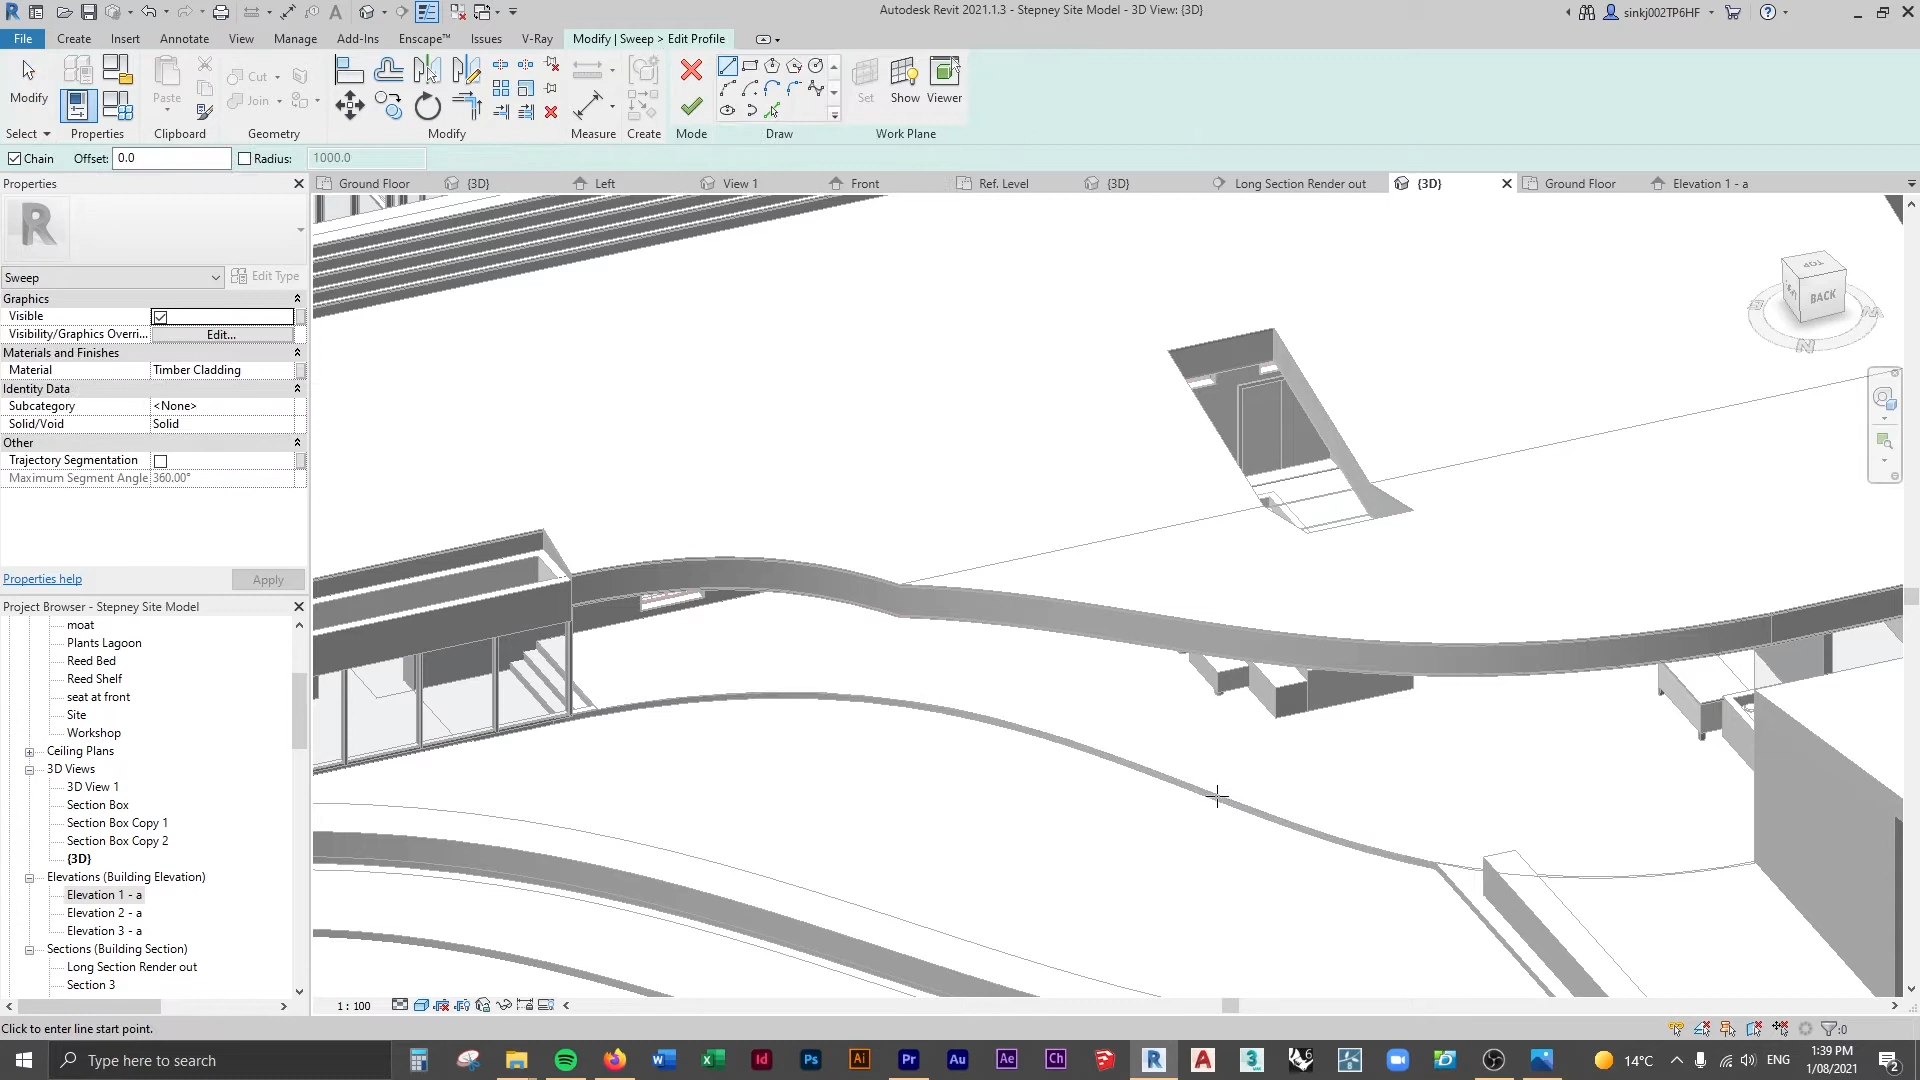 Autodesk Revit 2021.1.3 - Stepney Site Model - 3D View: {3D}
sinkj002TP6HF
File Create Insert Annotate View Manage Add-Ins Enscape™ Issues V-Ray Modify | Sweep > Edit Profile
Modify
Paste
Cut
Join
Set Show Viewer
Select Properties Clipboard Geometry Modify Measure Create Mode Draw Work Plane
Chain Offset: 0.0 Radius: 1000.0
Properties
Ground Floor {3D} Left View 1 Front Ref. Level {3D} Long Section Render out {3D} Ground Floor Elevation 1 - a
Sweep Edit Type
Graphics
Visible
Visibility/Graphics Overri... Edit...
Materials and Finishes
Material Timber Cladding
Identity Data
Subcategory <None>
Solid/Void Solid
Other
Trajectory Segmentation
Maximum Segment Angle 360.00°
Properties help Apply
Project Browser - Stepney Site Model
moat
Plants Lagoon
Reed Bed
Reed Shelf
seat at front
Site
Workshop
Ceiling Plans
3D Views
3D View 1
Section Box
Section Box Copy 1
Section Box Copy 2
{3D}
Elevations (Building Elevation)
Elevation 1 - a
Elevation 2 - a
Elevation 3 - a
Sections (Building Section)
Long Section Render out
Section 3
TOP
BACK
N
1 : 100
Click to enter line start point.
:0
Type here to search
14°C
ENG
1:39 PM
1/08/2021
2